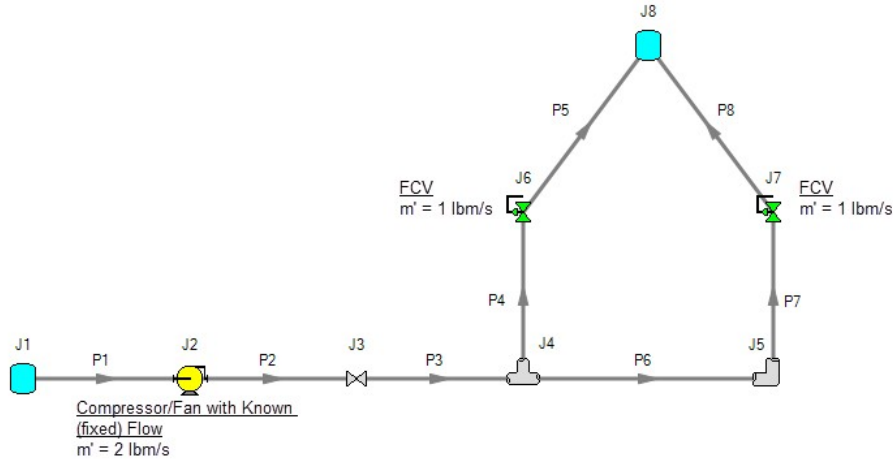 J8
P5
P8
J6
J7
FCV
m' = 1 lbm/s
FCV
m' = 1 lbm/s
P4
P7
J1
P1
J2
P2
J3
P3
J4
P6
J5
Compressor/Fan with Known
(fixed) Flow
m' = 2 lbm/s